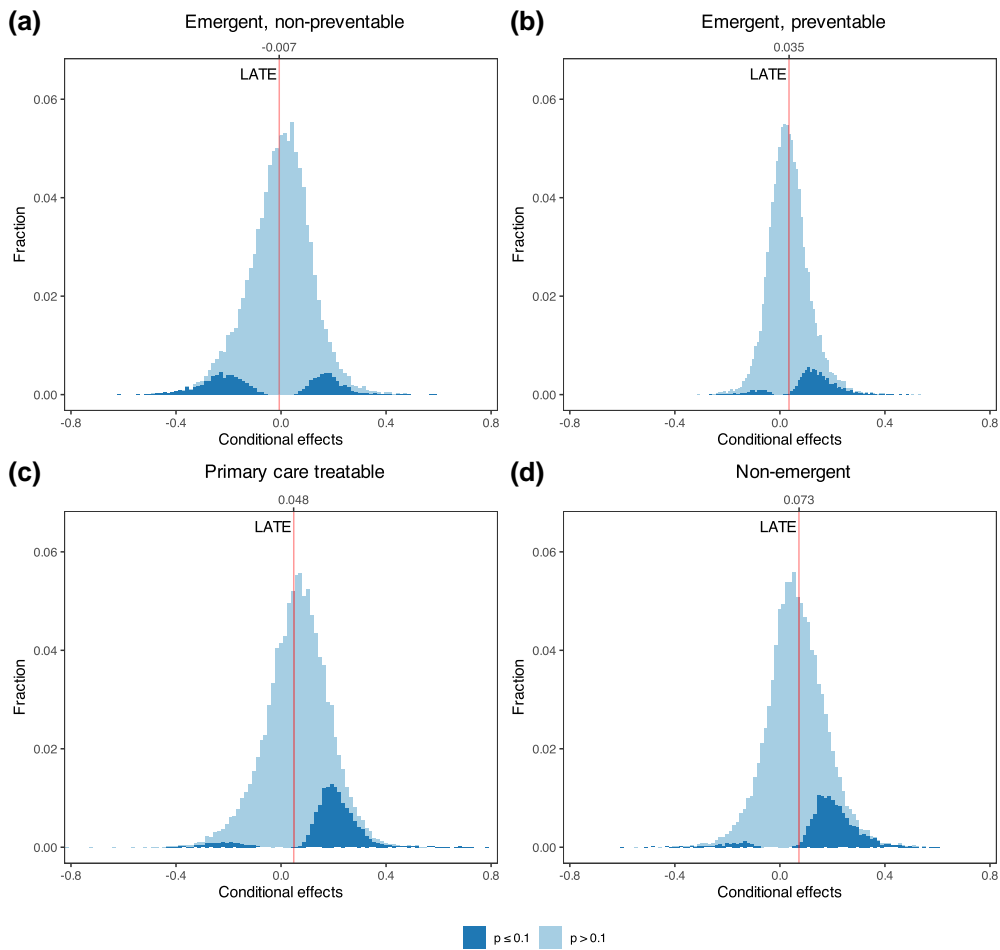 (a)
Emergent, non-preventable
-0.007
LATE
0.06
0.04
0.02
0.00
Fraction
-0.8 -0.4 0.0 0.4 0.8
Conditional effects
(b)
Emergent, preventable
0.035
LATE
0.06
0.04
0.02
0.00
Fraction
-0.8 -0.4 0.0 0.4 0.8
Conditional effects
(c)
Primary care treatable
0.048
LATE
0.06
0.04
0.02
0.00
Fraction
-0.8 -0.4 0.0 0.4 0.8
Conditional effects
(d)
Non-emergent
0.073
LATE
0.06
0.04
0.02
0.00
Fraction
-0.8 -0.4 0.0 0.4 0.8
Conditional effects
p ≤ 0.1 p > 0.1